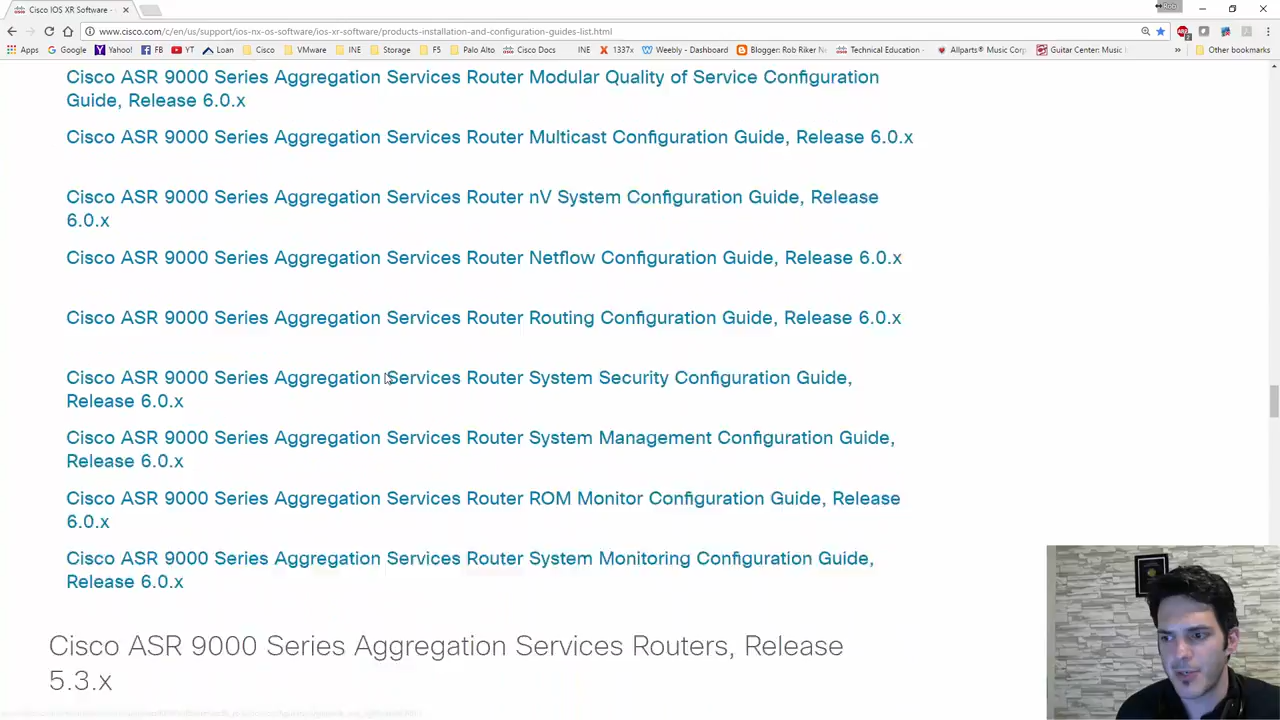 Cisco IOS XR Software -
www.cisco.com/c/en/us/support/ios-nx-os-software/ios-xr-software/products-installation-and-configuration-guides-list.html
Apps Google Yahoo! FB YT Loan Cisco VMware INE Storage F5 Palo Alto Cisco Docs INE 1337x Weebly - Dashboard Blogger: Rob Riker Technical Education - Allparts® Music Corp Guitar Center: Music » Other bookmarks
Cisco ASR 9000 Series Aggregation Services Router Modular Quality of Service Configuration
Guide, Release 6.0.x
Cisco ASR 9000 Series Aggregation Services Router Multicast Configuration Guide, Release 6.0.x
Cisco ASR 9000 Series Aggregation Services Router nV System Configuration Guide, Release
6.0.x
Cisco ASR 9000 Series Aggregation Services Router Netflow Configuration Guide, Release 6.0.x
Cisco ASR 9000 Series Aggregation Services Router Routing Configuration Guide, Release 6.0.x
Cisco ASR 9000 Series Aggregation Services Router System Security Configuration Guide,
Release 6.0.x
Cisco ASR 9000 Series Aggregation Services Router System Management Configuration Guide,
Release 6.0.x
Cisco ASR 9000 Series Aggregation Services Router ROM Monitor Configuration Guide, Release
6.0.x
Cisco ASR 9000 Series Aggregation Services Router System Monitoring Configuration Guide,
Release 6.0.x
Cisco ASR 9000 Series Aggregation Services Routers, Release
5.3.x